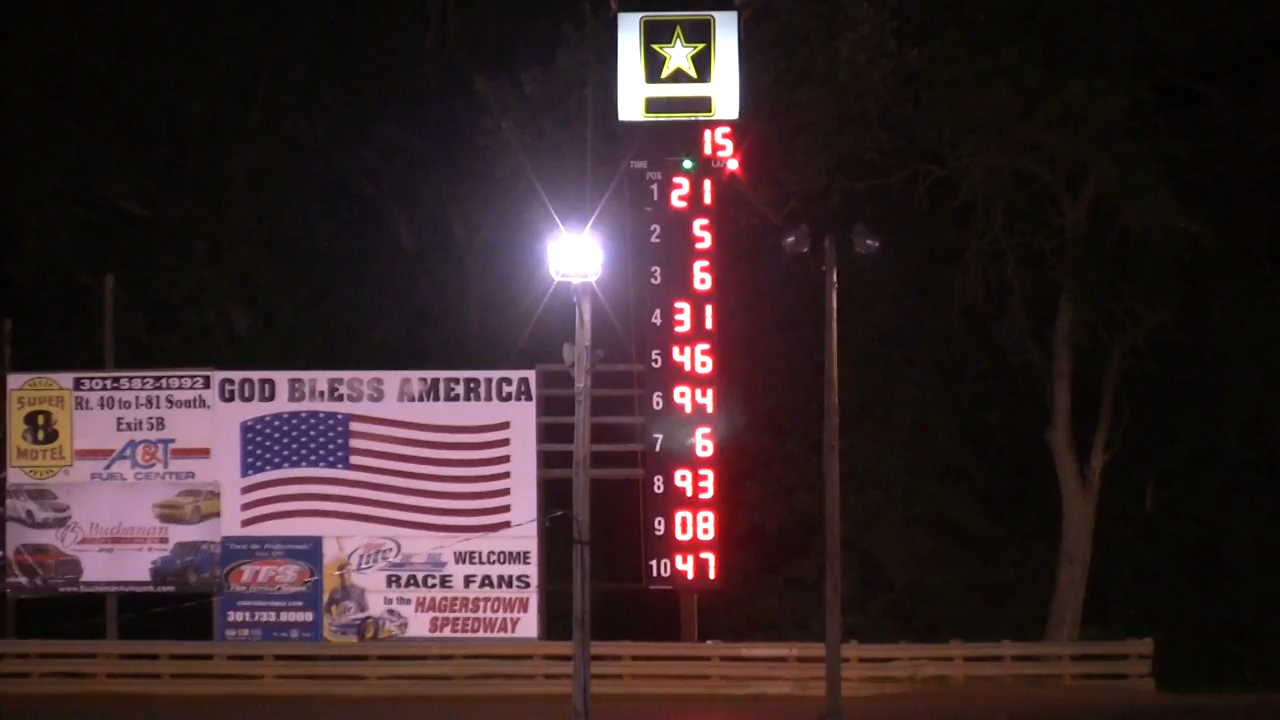 15
TIME LAP
POS
1 21
2 5
3 6
4 31
5 46
6 94
7 6
8 93
9 08
10 47
SUPER
8
MOTEL
301-582-1992
Rt. 40 to I-81 South,
Exit 5B
AC&T
FUEL CENTER
Buchanan
GOD BLESS AMERICA
TFS
301.733.8000
Lite
WELCOME
RACE FANS
to the HAGERSTOWN
SPEEDWAY